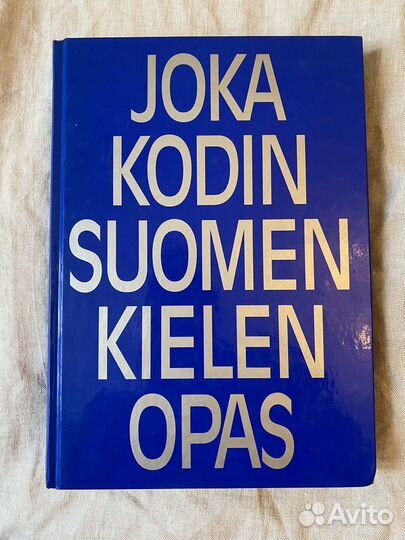 JOKA
KODIN
SUOMEN
KIELEN
OPAS
Avito